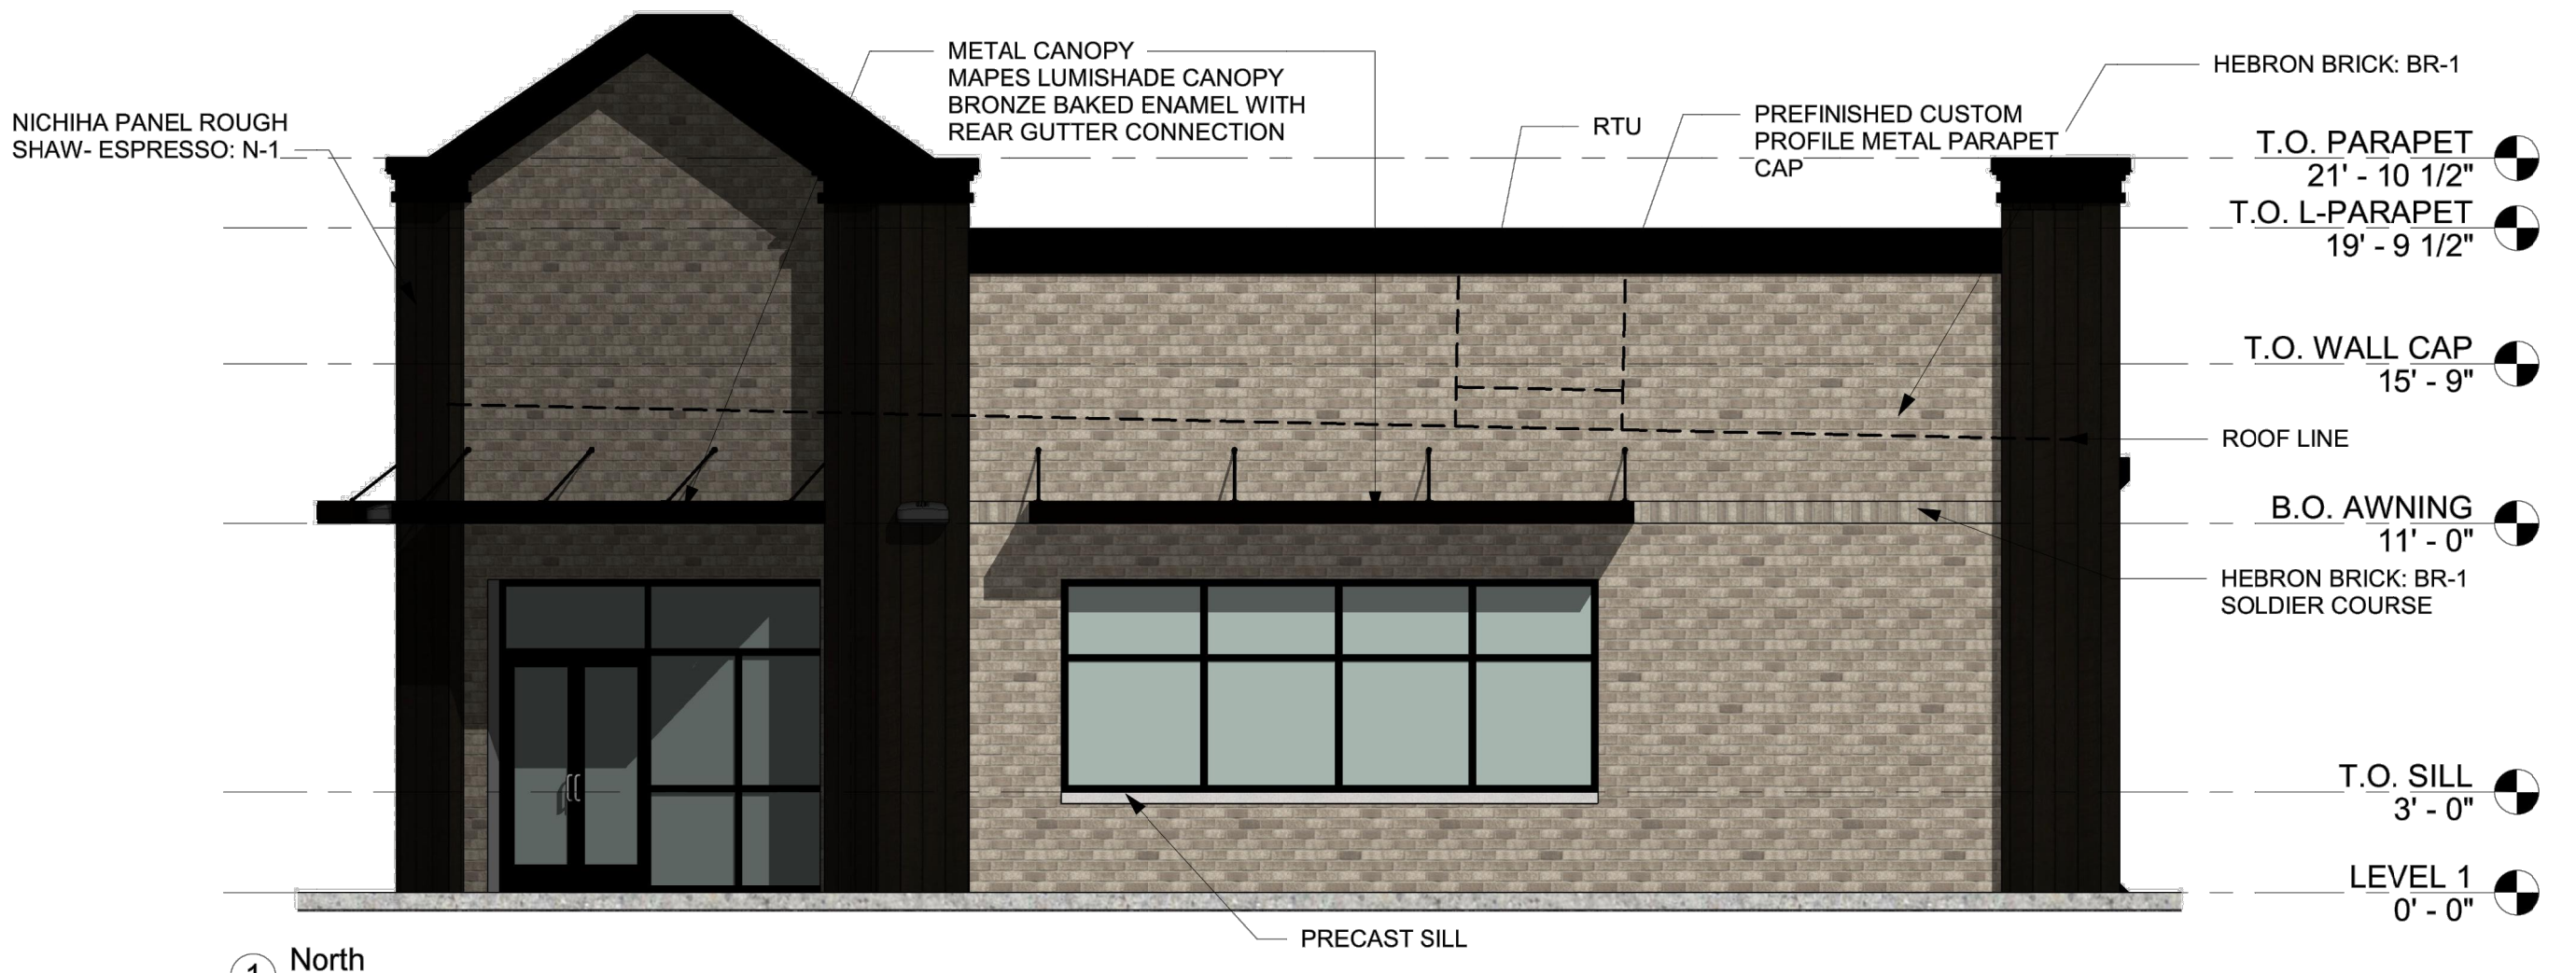 METAL CANOPY
MAPES LUMISHADE CANOPY
BRONZE BAKED ENAMEL WITH
REAR GUTTER CONNECTION
NICHIHA PANEL ROUGH
SHAW- ESPRESSO: N-1
RTU
PREFINISHED CUSTOM
PROFILE METAL PARAPET
CAP
HEBRON BRICK: BR-1
T.O. PARAPET
21' - 10 1/2"
T.O. L-PARAPET
19' - 9 1/2"
T.O. WALL CAP
15' - 9"
ROOF LINE
B.O. AWNING
11' - 0"
HEBRON BRICK: BR-1
SOLDIER COURSE
T.O. SILL
3' - 0"
LEVEL 1
0' - 0"
PRECAST SILL
1 North